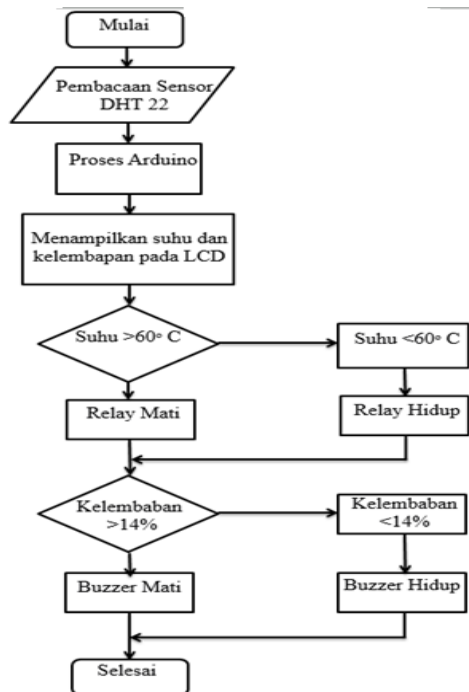 Mulai
Pembacaan Sensor
DHT 22
Proses Arduino
Menampilkan suhu dan
kelembapan pada LCD
Suhu >60° C
Suhu <60° C
Relay Mati
Relay Hidup
Kelembaban
>14%
Kelembaban
<14%
Buzzer Mati
Buzzer Hidup
Selesai